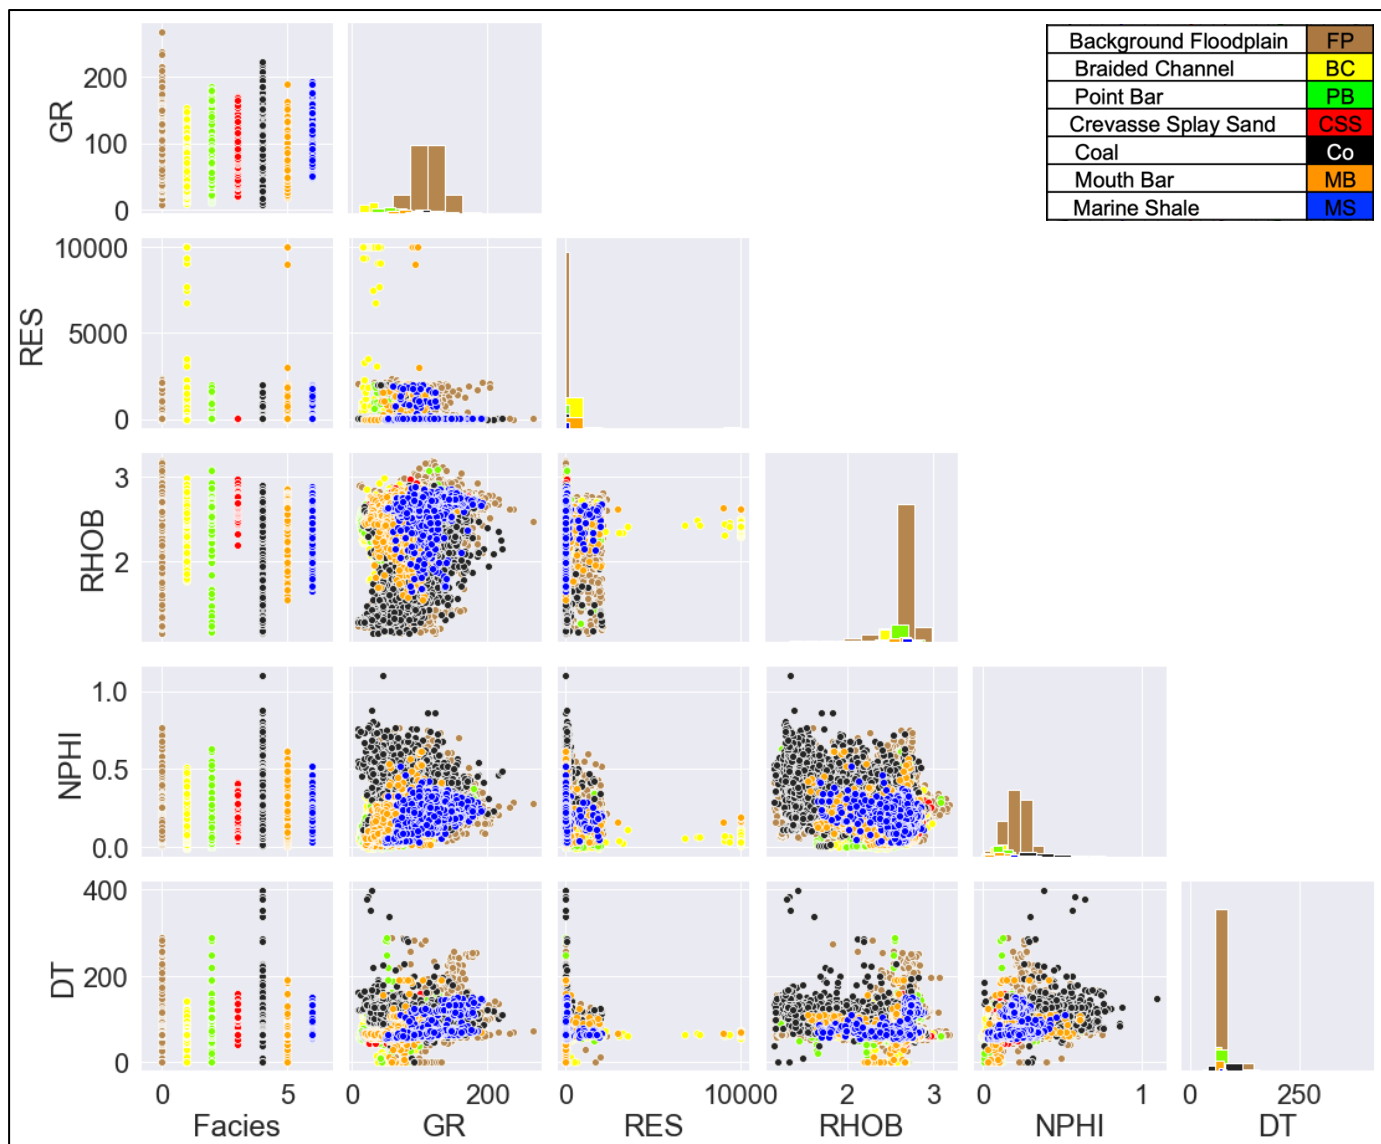 Background Floodplain FP
Braided Channel BC
Point Bar PB
Crevasse Splay Sand CSS
Coal Co
Mouth Bar MB
Marine Shale MS
GR
200
100
0
RES
10000
5000
0
RHOB
3
2
NPHI
1.0
0.5
0.0
DT
400
200
0
0 5 0 200 0 10000 2 3 0 1 0 250
Facies GR RES RHOB NPHI DT